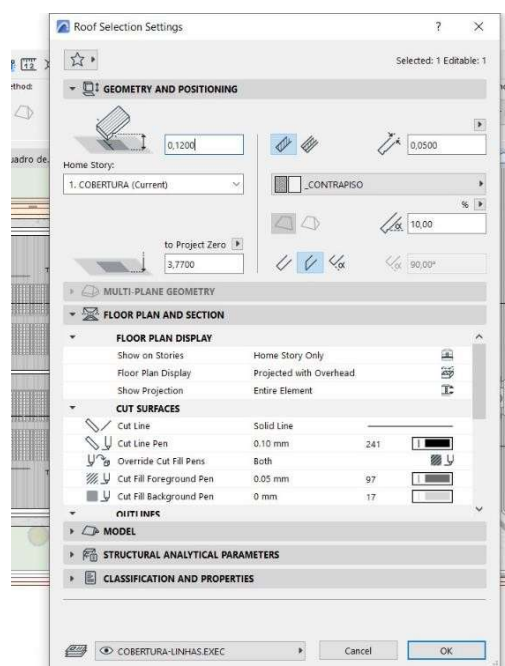 Roof Selection Settings
?
Selected: 1 Editable: 1
GEOMETRY AND POSITIONING
0,1200
0,0500
Home Story:
1. COBERTURA (Current)
_CONTRAPISO
%
10,00
to Project Zero
3,7700
90,00°
MULTI-PLANE GEOMETRY
FLOOR PLAN AND SECTION
FLOOR PLAN DISPLAY
Show on Stories Home Story Only
Floor Plan Display Projected with Overhead
Show Projection Entire Element
CUT SURFACES
Cut Line Solid Line
Cut Line Pen 0.10 mm 241
Override Cut Fill Pens Both
Cut Fill Foreground Pen 0.05 mm 97
Cut Fill Background Pen 0 mm 17
OUTLINES
MODEL
STRUCTURAL ANALYTICAL PARAMETERS
CLASSIFICATION AND PROPERTIES
COBERTURA-LINHAS.EXEC
Cancel
OK
12
thod:
uadro de.